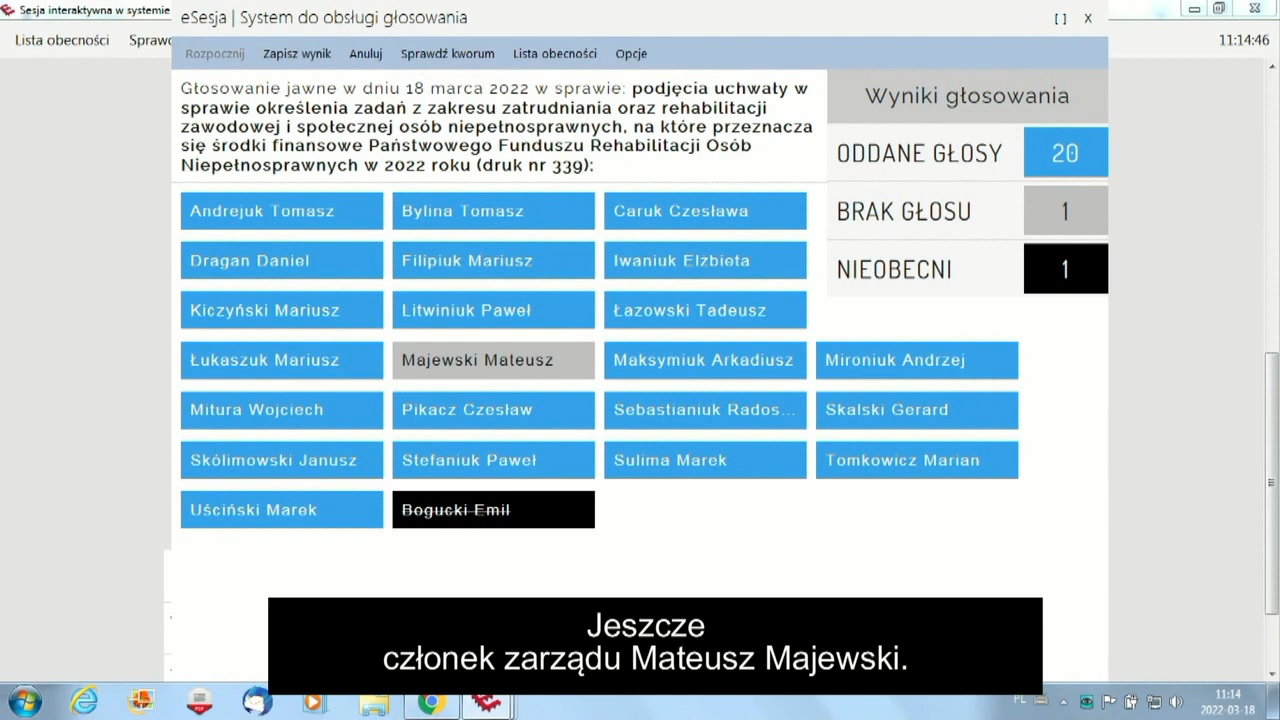 Sesja interaktywna w systemie
eSesja | System do obsługi głosowania
[ ] X
Lista obecności
Rozpocznij Zapisz wynik Anuluj Sprawdź kworum Lista obecności Opcje
11:14:46
Głosowanie jawne w dniu 18 marca 2022 w sprawie: podjęcia uchwały w
sprawie określenia zadań z zakresu zatrudniania oraz rehabilitacji
zawodowej i społecznej osób niepełnosprawnych, na które przeznacza
się środki finansowe Państwowego Funduszu Rehabilitacji Osób
Niepełnosprawnych w 2022 roku (druk nr 339):
Wyniki głosowania
ODDANE GŁOSY 20
BRAK GŁOSU 1
NIEOBECNI 1
Andrejuk Tomasz Bylina Tomasz Caruk Czesława
Dragan Daniel Filipiuk Mariusz Iwaniuk Elżbieta
Kiczyński Mariusz Litwiniuk Paweł Łazowski Tadeusz
Łukaszuk Mariusz Majewski Mateusz Maksymiuk Arkadiusz Mironiuk Andrzej
Mitura Wojciech Pikacz Czesław Sebastianiuk Rados... Skalski Gerard
Skólimowski Janusz Stefaniuk Paweł Sulima Marek Tomkowicz Marian
Uściński Marek Bogucki Emil
Jeszcze
członek zarządu Mateusz Majewski.
PL
11:14
2022-03-18